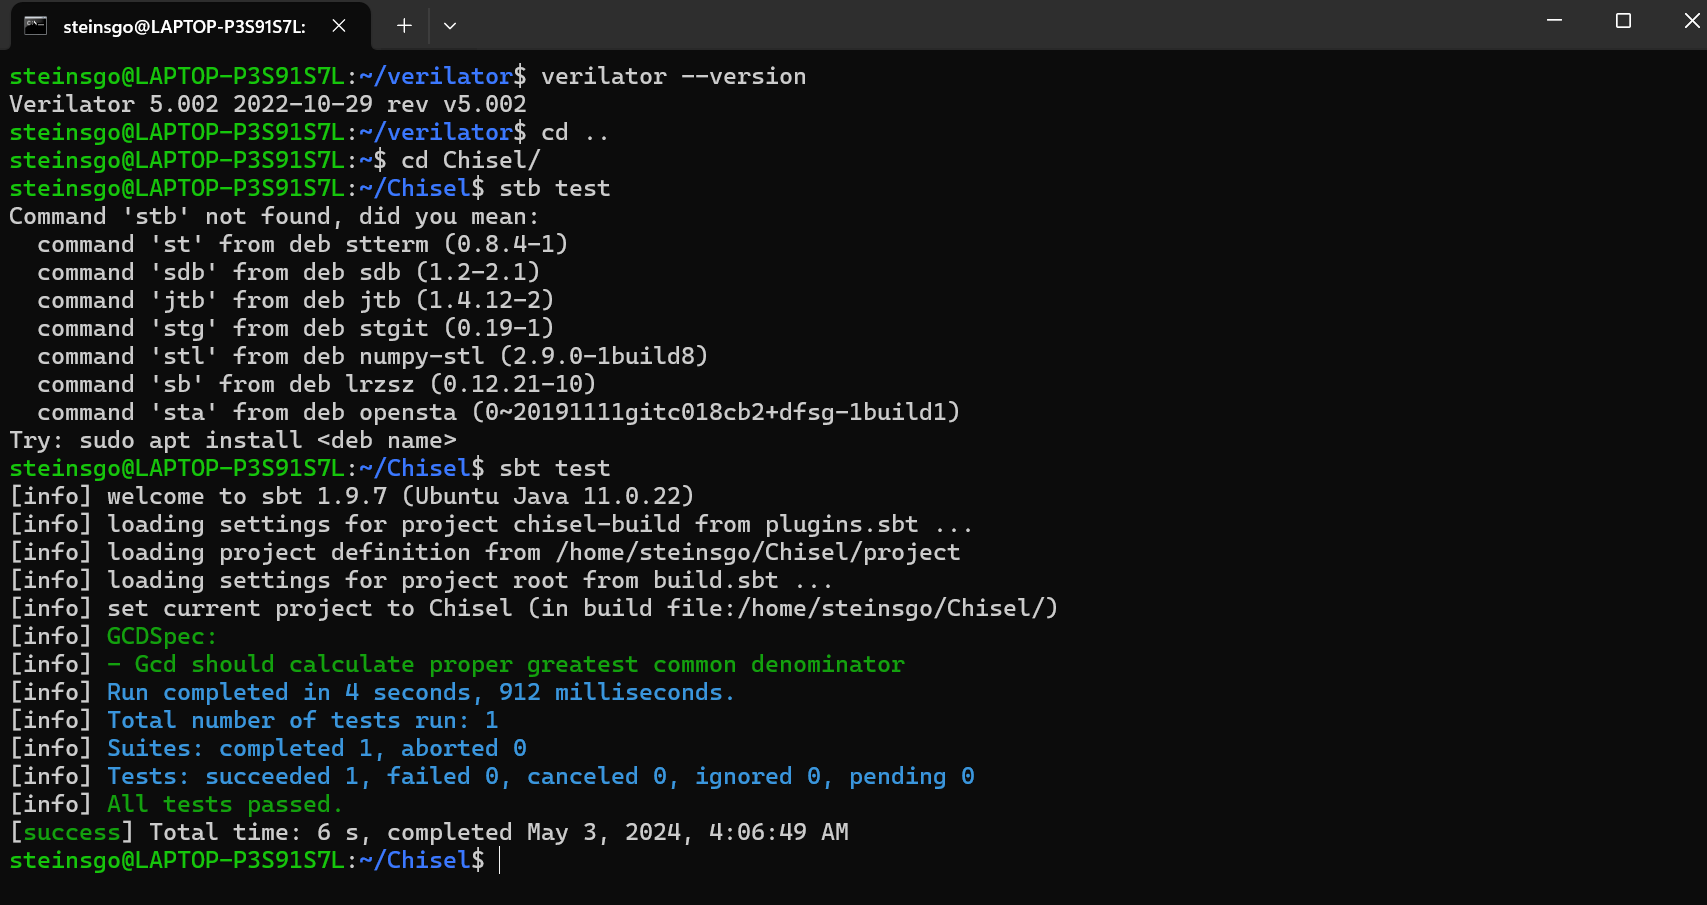 steinsgo@LAPTOP-P3S91S7L:
steinsgo@LAPTOP-P3S91S7L:~/verilator$ verilator --version
Verilator 5.002 2022-10-29 rev v5.002
steinsgo@LAPTOP-P3S91S7L:~/verilator$ cd ..
steinsgo@LAPTOP-P3S91S7L:~$ cd Chisel/
steinsgo@LAPTOP-P3S91S7L:~/Chisel$ stb test
Command 'stb' not found, did you mean:
  command 'st' from deb stterm (0.8.4-1)
  command 'sdb' from deb sdb (1.2-2.1)
  command 'jtb' from deb jtb (1.4.12-2)
  command 'stg' from deb stgit (0.19-1)
  command 'stl' from deb numpy-stl (2.9.0-1build8)
  command 'sb' from deb lrzsz (0.12.21-10)
  command 'sta' from deb opensta (0~20191111gitc018cb2+dfsg-1build1)
Try: sudo apt install <deb name>
steinsgo@LAPTOP-P3S91S7L:~/Chisel$ sbt test
[info] welcome to sbt 1.9.7 (Ubuntu Java 11.0.22)
[info] loading settings for project chisel-build from plugins.sbt ...
[info] loading project definition from /home/steinsgo/Chisel/project
[info] loading settings for project root from build.sbt ...
[info] set current project to Chisel (in build file:/home/steinsgo/Chisel/)
[info] GCDSpec:
[info] - Gcd should calculate proper greatest common denominator
[info] Run completed in 4 seconds, 912 milliseconds.
[info] Total number of tests run: 1
[info] Suites: completed 1, aborted 0
[info] Tests: succeeded 1, failed 0, canceled 0, ignored 0, pending 0
[info] All tests passed.
[success] Total time: 6 s, completed May 3, 2024, 4:06:49 AM
steinsgo@LAPTOP-P3S91S7L:~/Chisel$